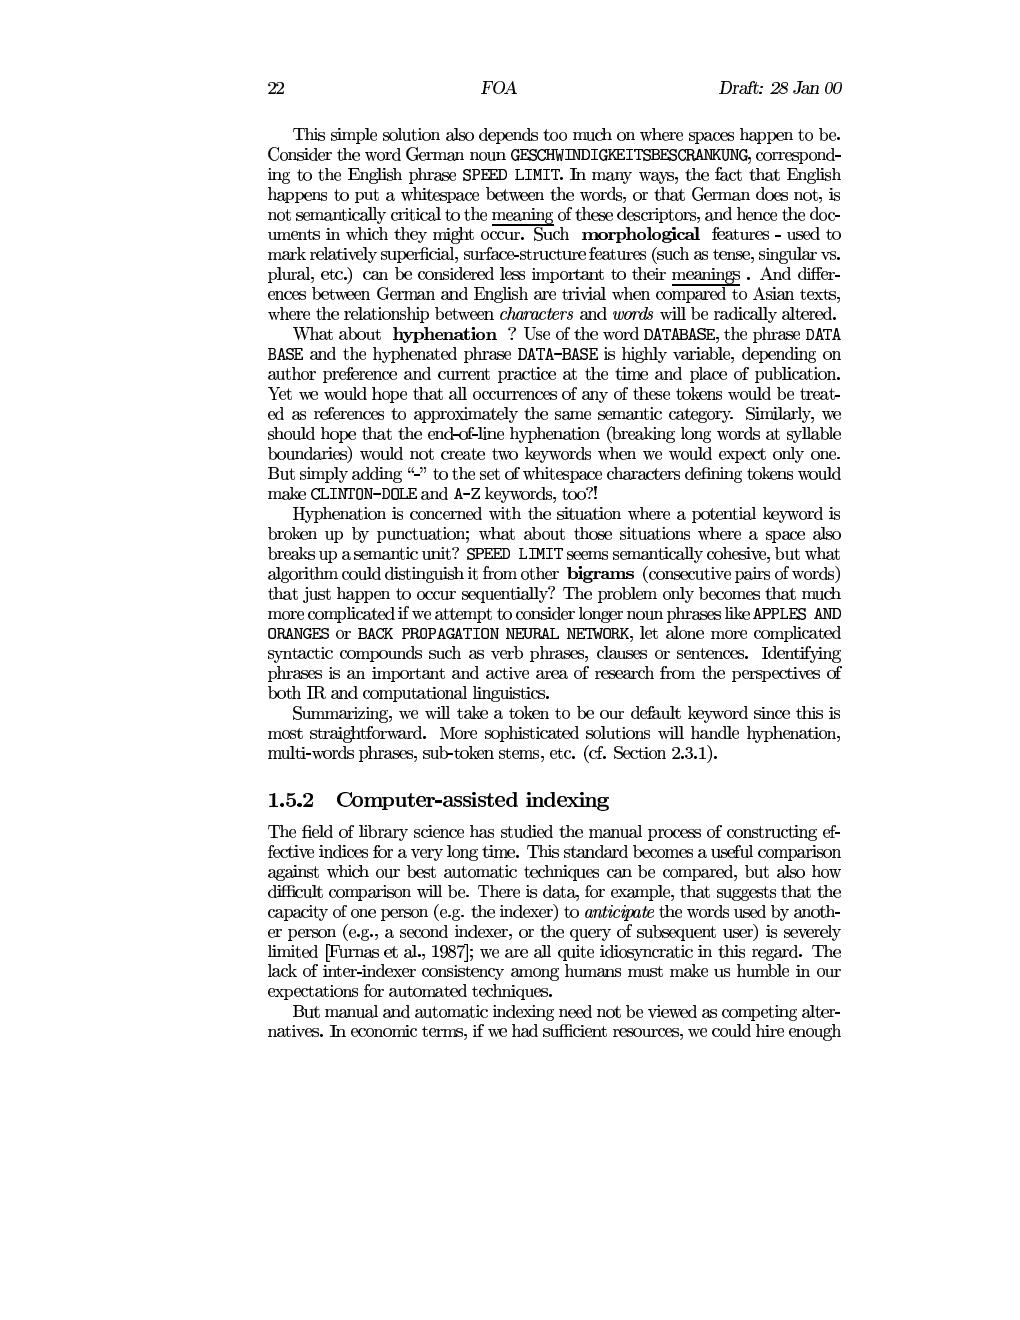 22 FOA Draft: 28 Jan 00
This simple solution also depends too much on where spaces happen to be.
Consider the word German noun GESCHWINDIGKEITSBESCRANKUNG, correspond-
ing to the English phrase SPEED LIMIT. In many ways, the fact that English
happens to put a whitespace between the words, or that German does not, is
not semantically critical to the meaning of these descriptors, and hence the doc-
uments in which they might occur. Such morphological features - used to
mark relatively superficial, surface-structure features (such as tense, singular vs.
plural, etc.) can be considered less important to their meanings . And differ-
ences between German and English are trivial when compared to Asian texts,
where the relationship between characters and words will be radically altered.
What about hyphenation ? Use of the word DATABASE, the phrase DATA
BASE and the hyphenated phrase DATA-BASE is highly variable, depending on
author preference and current practice at the time and place of publication.
Yet we would hope that all occurrences of any of these tokens would be treat-
ed as references to approximately the same semantic category. Similarly, we
should hope that the end-of-line hyphenation (breaking long words at syllable
boundaries) would not create two keywords when we would expect only one.
But simply adding “-” to the set of whitespace characters defining tokens would
make CLINTON-DOLE and A-Z keywords, too?!
Hyphenation is concerned with the situation where a potential keyword is
broken up by punctuation; what about those situations where a space also
breaks up a semantic unit? SPEED LIMIT seems semantically cohesive, but what
algorithm could distinguish it from other bigrams (consecutive pairs of words)
that just happen to occur sequentially? The problem only becomes that much
more complicated if we attempt to consider longer noun phrases like APPLES AND
ORANGES or BACK PROPAGATION NEURAL NETWORK, let alone more complicated
syntactic compounds such as verb phrases, clauses or sentences. Identifying
phrases is an important and active area of research from the perspectives of
both IR and computational linguistics.
Summarizing, we will take a token to be our default keyword since this is
most straightforward. More sophisticated solutions will handle hyphenation,
multi-words phrases, sub-token stems, etc. (cf. Section 2.3.1).
1.5.2 Computer-assisted indexing
The field of library science has studied the manual process of constructing ef-
fective indices for a very long time. This standard becomes a useful comparison
against which our best automatic techniques can be compared, but also how
difficult comparison will be. There is data, for example, that suggests that the
capacity of one person (e.g. the indexer) to anticipate the words used by anoth-
er person (e.g., a second indexer, or the query of subsequent user) is severely
limited [Furnas et al., 1987]; we are all quite idiosyncratic in this regard. The
lack of inter-indexer consistency among humans must make us humble in our
expectations for automated techniques.
But manual and automatic indexing need not be viewed as competing alter-
natives. In economic terms, if we had sufficient resources, we could hire enough